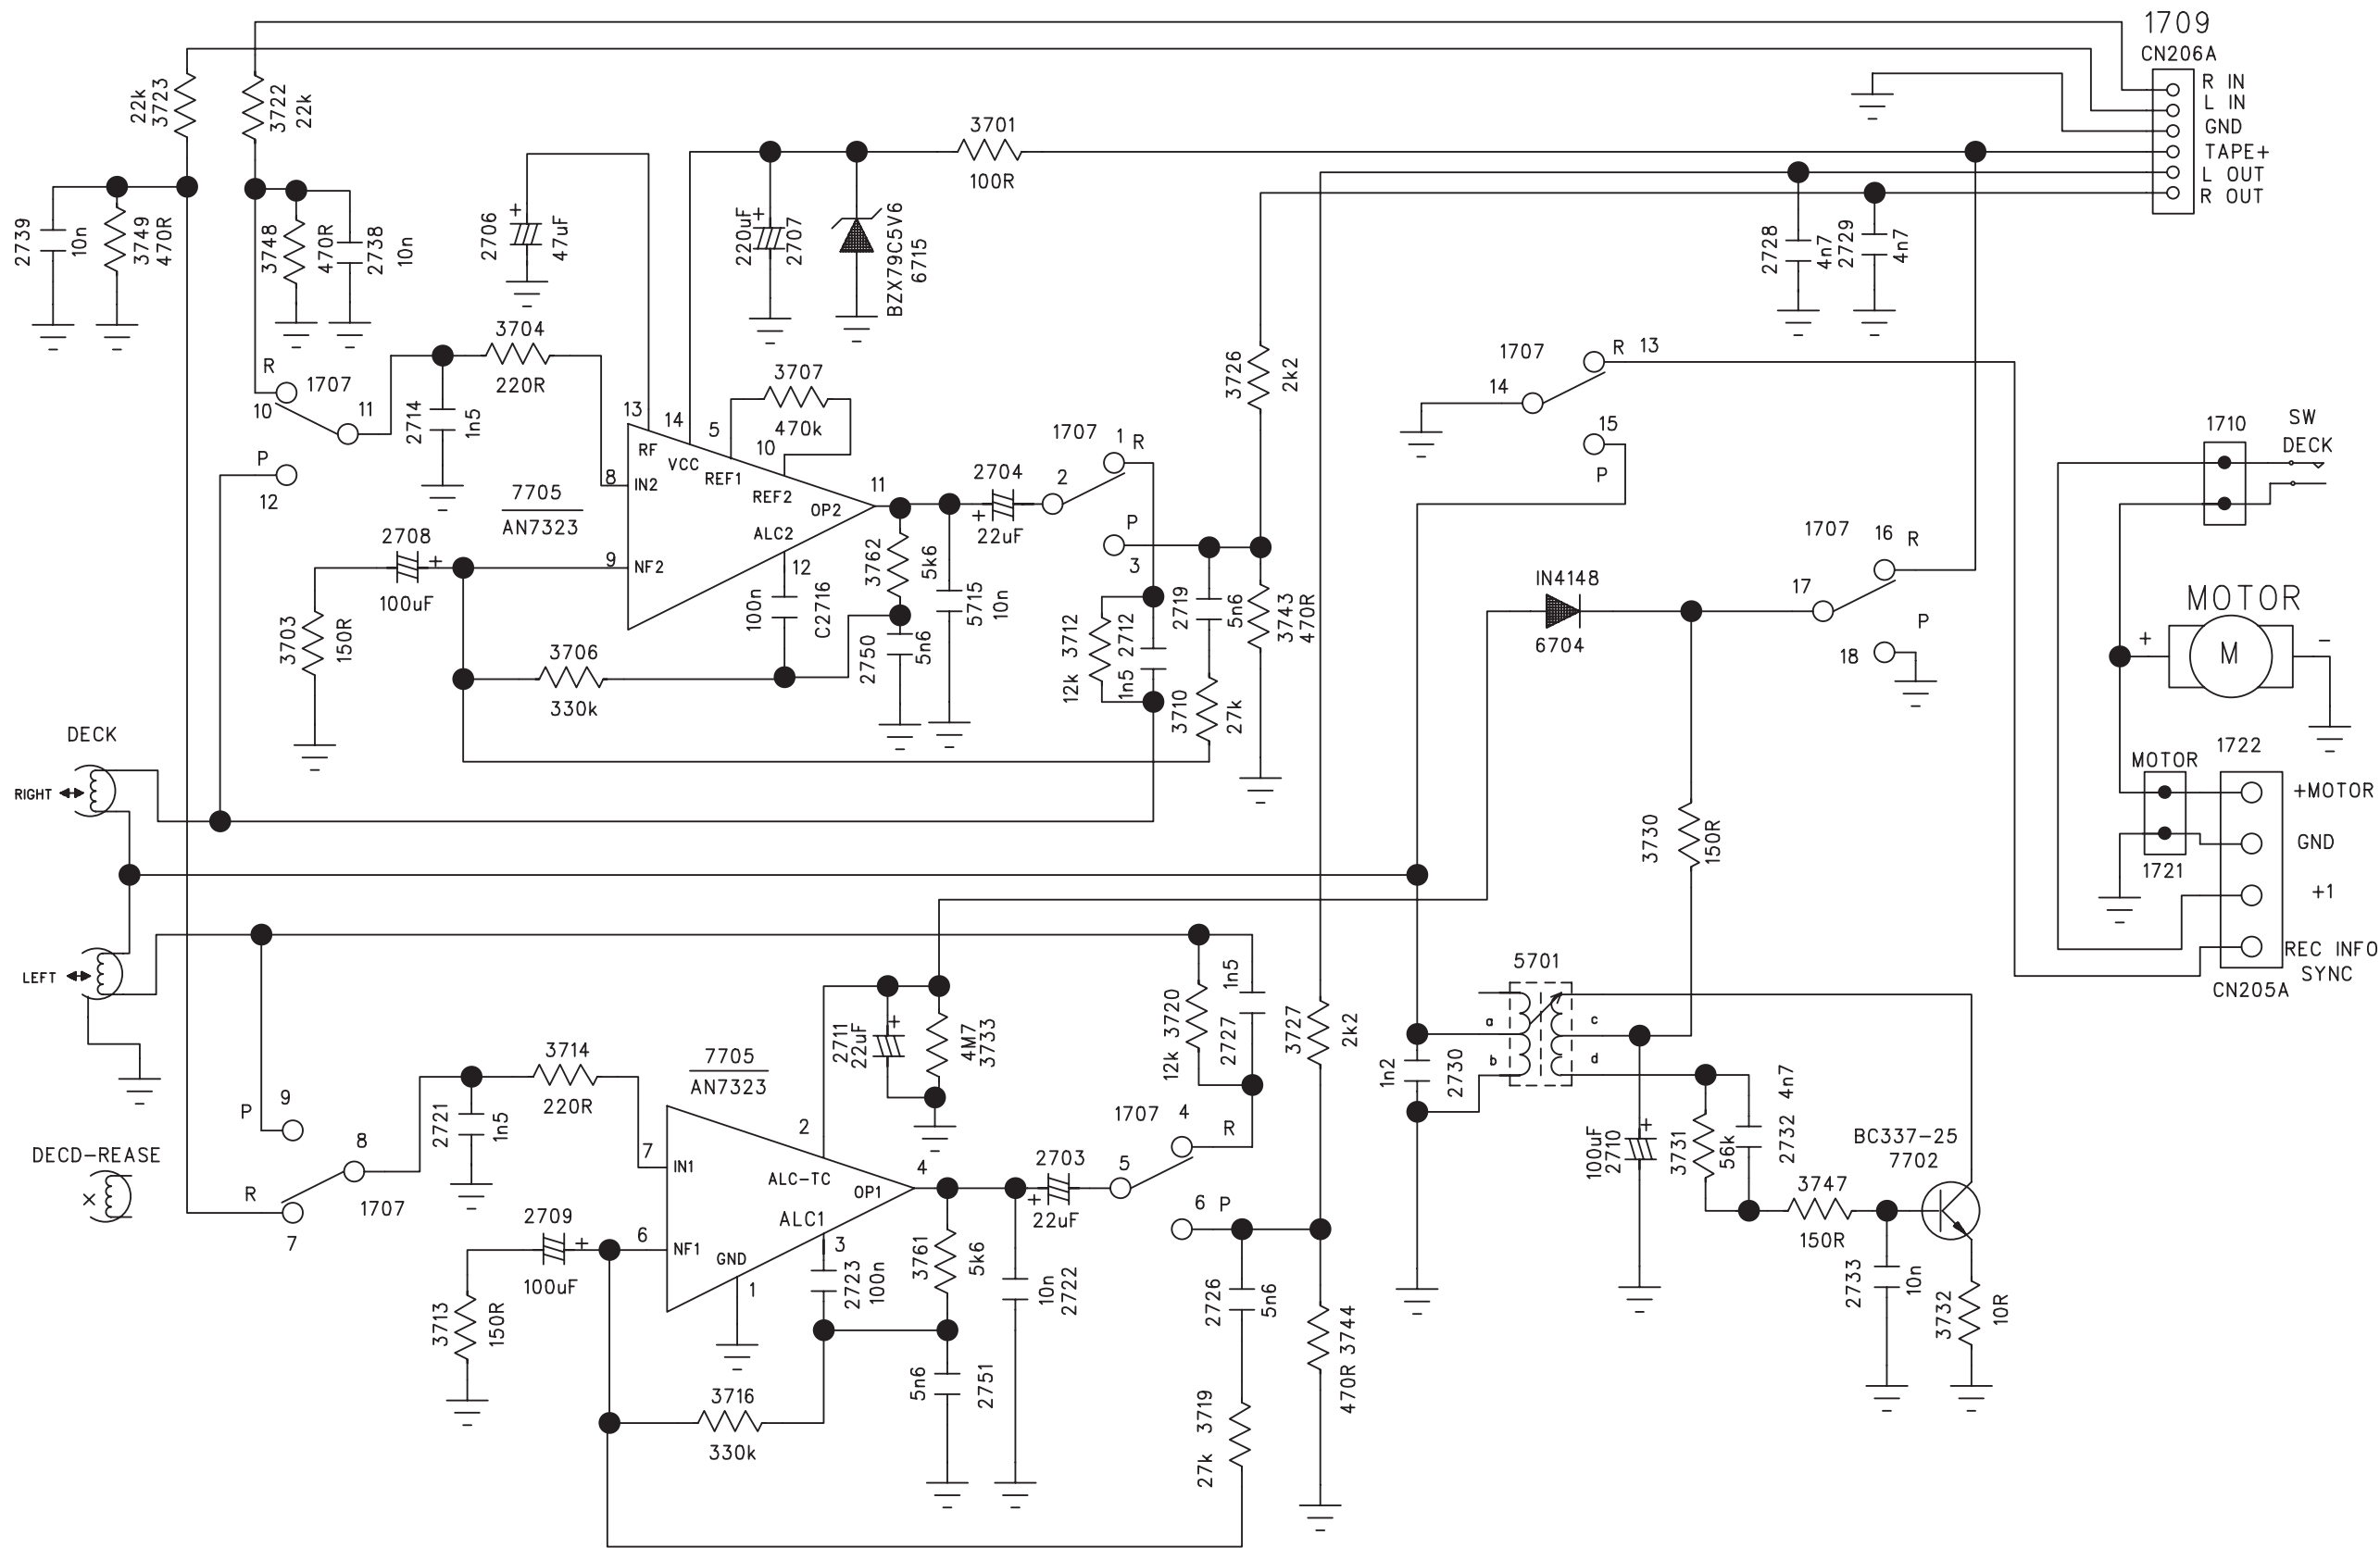 1709
CN206A
R IN
L IN
GND
TAPE+
L OUT
R OUT
22k
3723
3722
22k
3701
100R
2739
10n
3749
470R
3748
470R
2738
10n
2706
+
47uF
220uF
+
2707
BZX79C5V6
6715
2728
4n7
2729
4n7
3704
220R
R
1707
10
11
P
12
2714
1n5
3707
470k
13
14
5
10
RF
VCC
REF1
REF2
8
IN2
7705
AN7323
OP2
ALC2
11
9
NF2
12
2708
+
100uF
3703
150R
100n
C2716
3762
5k6
5715
10n
2750
5n6
3706
330k
2704
+
22uF
1707
1
R
2
P
3
3726
2k2
12k 3712
1n5 2712
2719
5n6
3743
470R
3710
27k
1707
R 13
14
15
P
IN4148
6704
1707
16
R
17
P
18
1710
SW
DECK
MOTOR
+
M
-
1722
MOTOR
1721
+MOTOR
GND
+1
REC INFO
SYNC
CN205A
DECK
RIGHT
LEFT
DECD-REASE
x
P
9
8
R
7
1707
2721
1n5
3714
220R
2711
22uF
+
4M7
3733
7705
AN7323
2
7
IN1
ALC-TC
OP1
4
ALC1
3
6
NF1
GND
1
2709
+
100uF
3713
150R
2723
100n
3761
5k6
10n
2722
5n6
2751
3716
330k
2703
+
22uF
1707
4
R
5
6
P
12k 3720
1n5
2727
3727
2k2
2726
5n6
27k 3719
470R 3744
3730
150R
5701
a
b
c
d
1n2
2730
100uF
2710
+
3731
56k
2732 4n7
3747
150R
BC337-25
7702
2733
10n
3732
10R